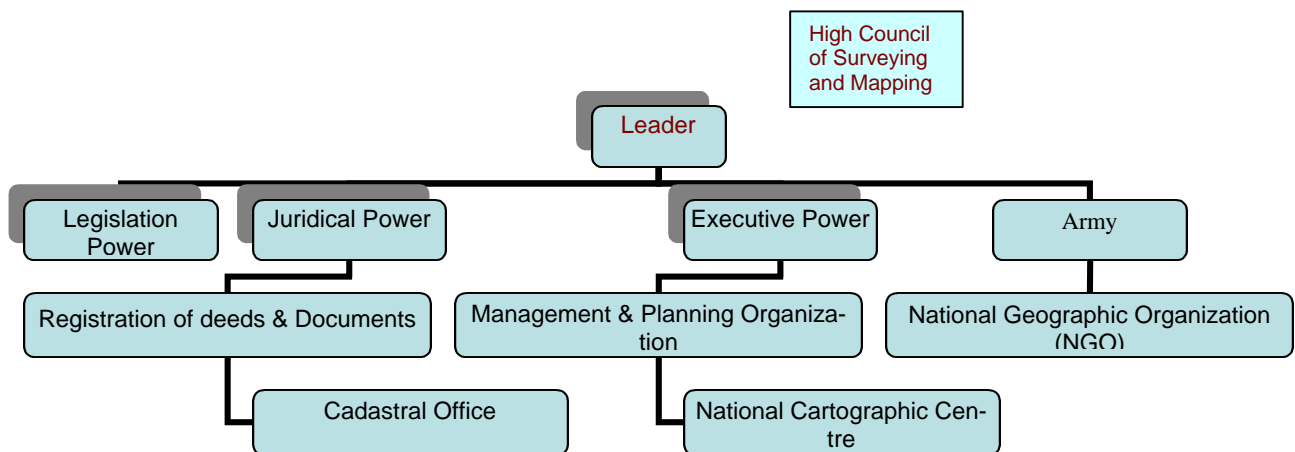 High Council
of Surveying
and Mapping
Leader
Legislation
Power
Juridical Power
Executive Power
Army
Registration of deeds & Documents
Management & Planning Organiza-
tion
National Geographic Organization
(NGO)
Cadastral Office
National Cartographic Cen-
tre